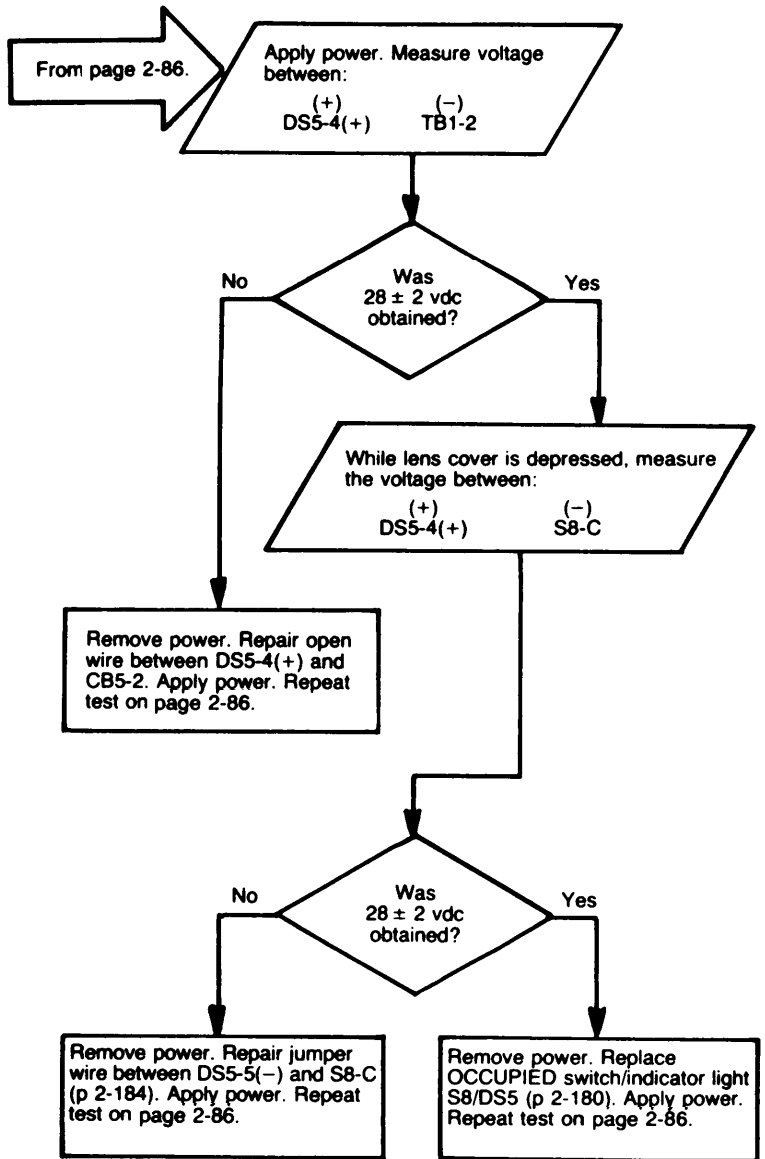 From page 2-86.
Apply power. Measure voltage
between:
(+) (−)
DS5-4(+) TB1-2
No
Was
28 ± 2 vdc
obtained?
Yes
While lens cover is depressed, measure
the voltage between:
(+) (−)
DS5-4(+) S8-C
Remove power. Repair open
wire between DS5-4(+) and
CB5-2. Apply power. Repeat
test on page 2-86.
No
Was
28 ± 2 vdc
obtained?
Yes
Remove power. Repair jumper
wire between DS5-5(−) and S8-C
(p 2-184). Apply power. Repeat
test on page 2-86.
Remove power. Replace
OCCUPIED switch/indicator light
S8/DS5 (p 2-180). Apply power.
Repeat test on page 2-86.